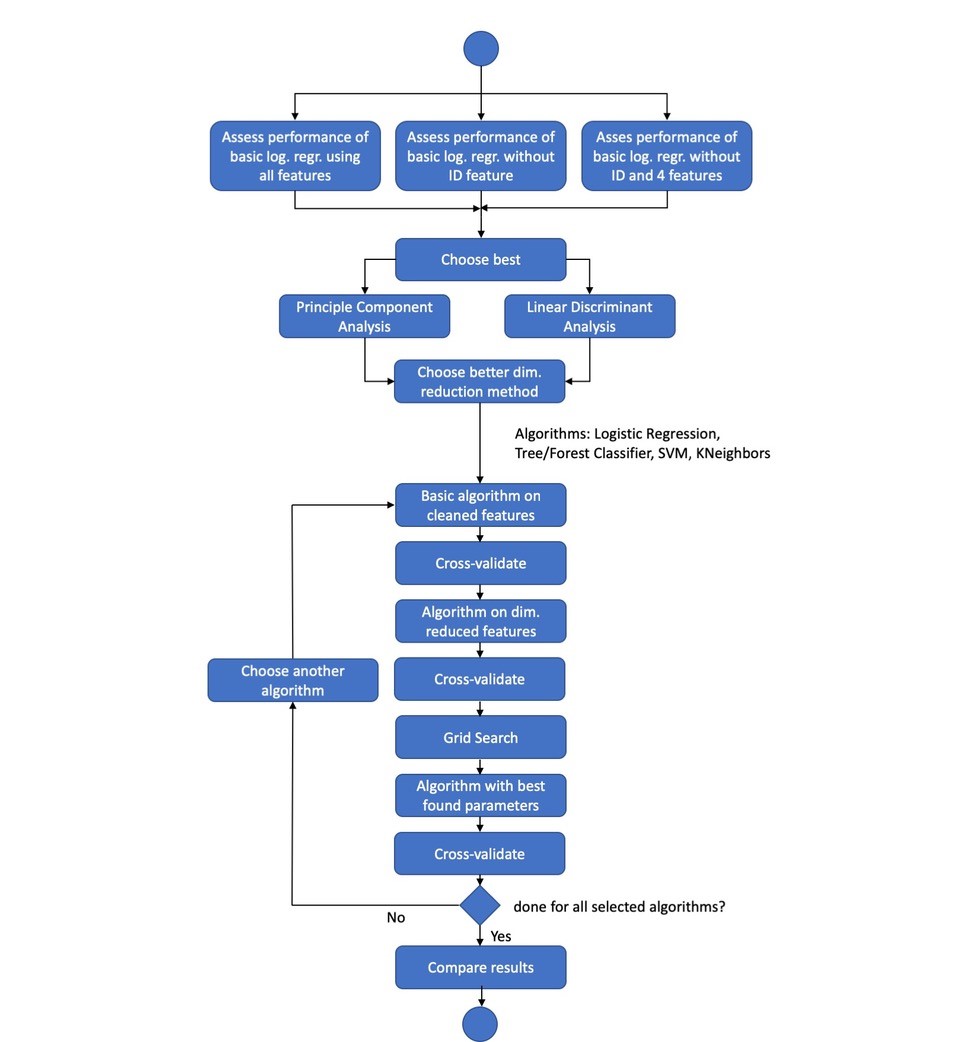 Assess performance of
basic log. regr. using
all features
Assess performance of
basic log. regr. without
ID feature
Asses performance of
basic log. regr. without
ID and 4 features
Choose best
Principle Component
Analysis
Linear Discriminant
Analysis
Choose better dim.
reduction method
Algorithms: Logistic Regression,
Tree/Forest Classifier, SVM, KNeighbors
Basic algorithm on
cleaned features
Cross-validate
Algorithm on dim.
reduced features
Choose another
algorithm
Cross-validate
Grid Search
Algorithm with best
found parameters
Cross-validate
done for all selected algorithms?
No
Yes
Compare results